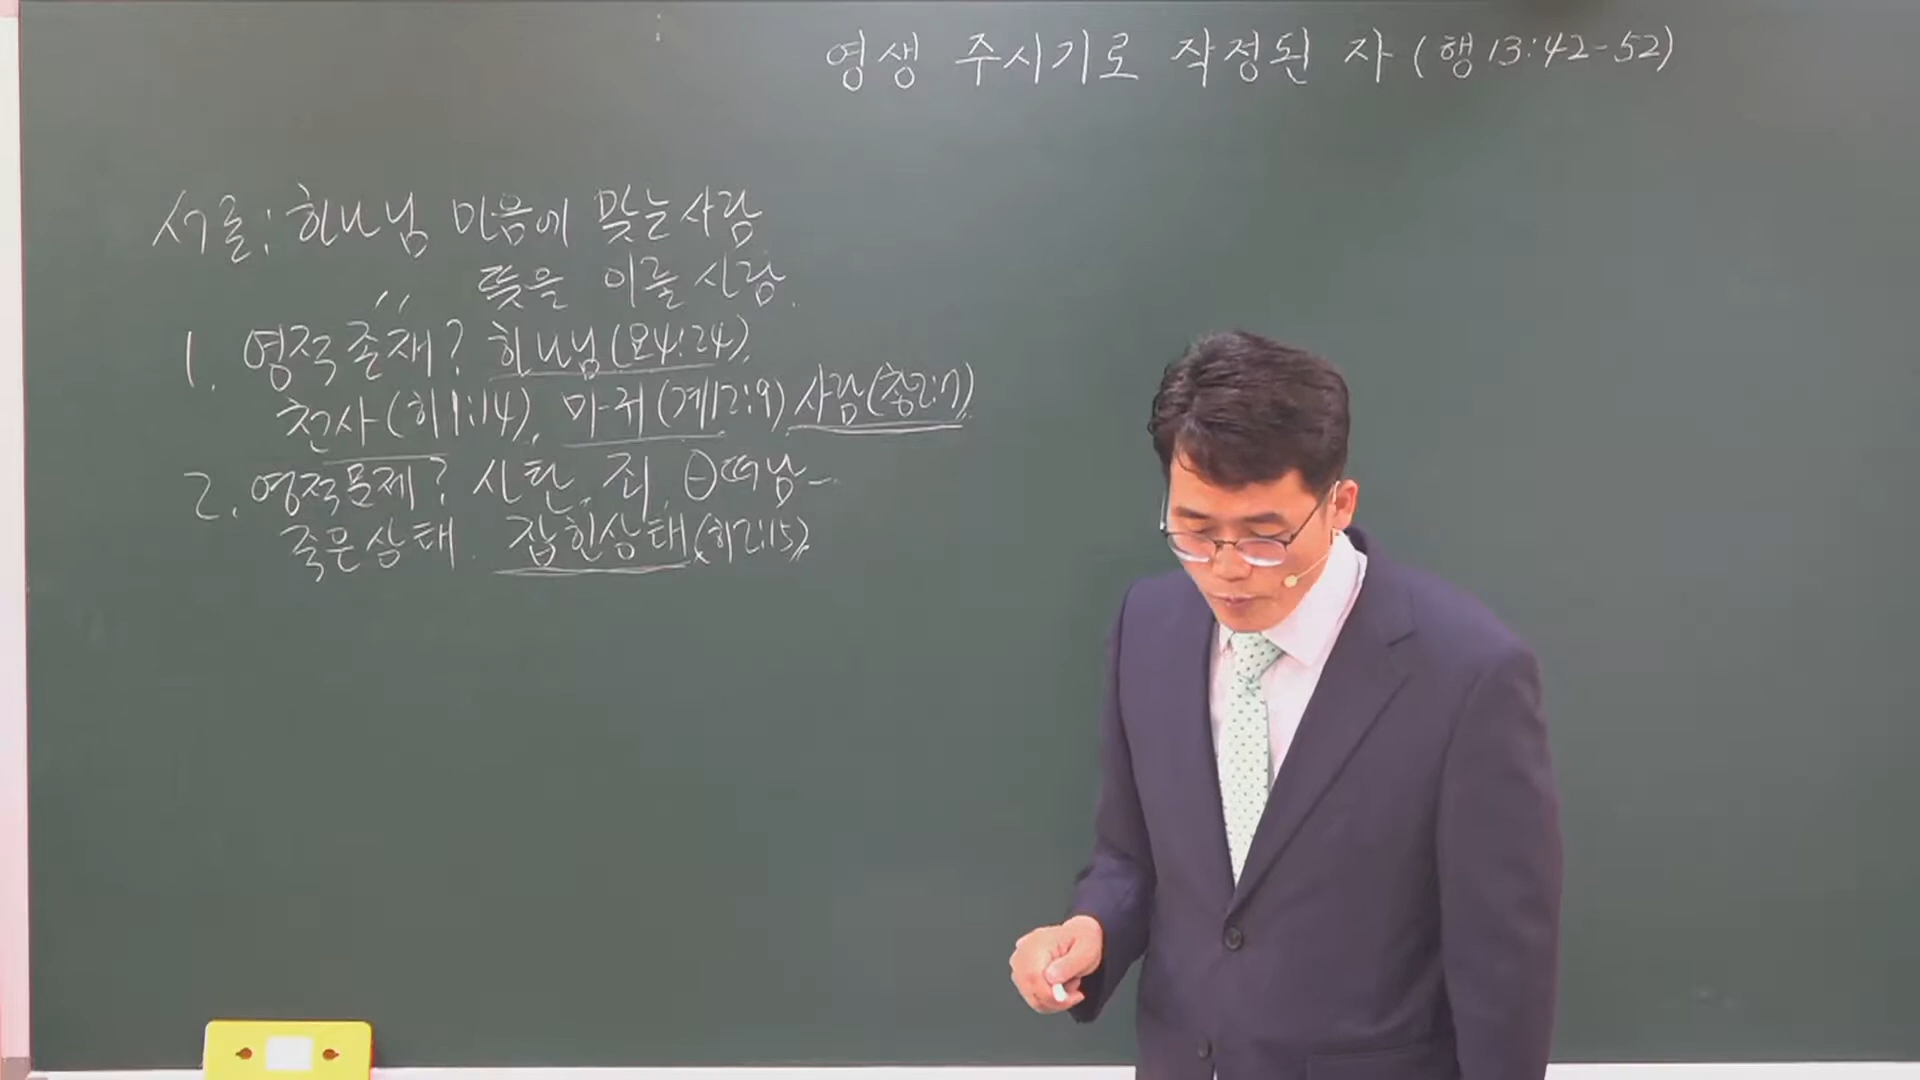 영생 주시기로 작정된 자 (행13:42-52)
서론: 하나님 마음에 맞는사람
〃 뜻을 이룰 사람.
1. 영적존재? 하나님(요4:24),
천사(히1:14), 마귀(계12:9) 사람(창2:7)
2. 영적문제? 사탄, 죄, 떠남
죽은상태. 잡힌상태(히2:15)